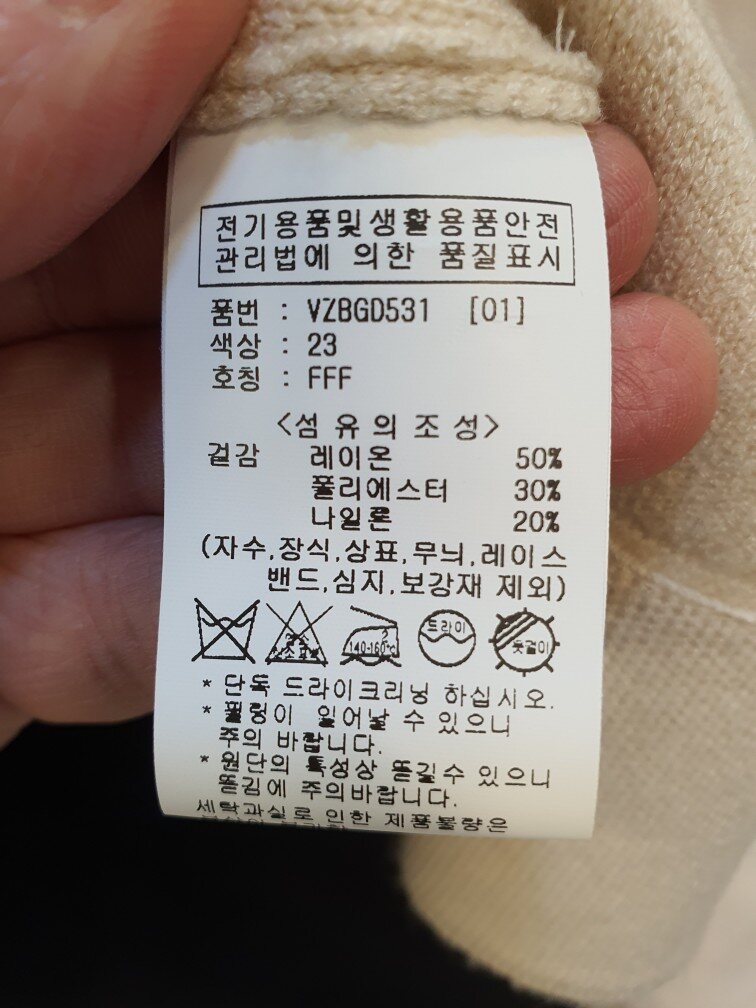 전기용품및생활용품안전
관리법에 의한 품질표시
품번 : VZBGD531 [01]
색상 : 23
호칭 : FFF
<섬유의조성>
겉감 레이온 50%
폴리에스터 30%
나일론 20%
(자수,장식,상표,무늬,레이스
밴드,심지,보강재 제외)
140-160℃ 드라이 옷걸이
* 단독 드라이크리닝 하십시오.
* 필링이 일어날 수 있으니
주의 바랍니다.
* 원단의 특성상 뜯길수 있으니
뜯김에 주의바랍니다.
세탁과실로 인한 제품불량은